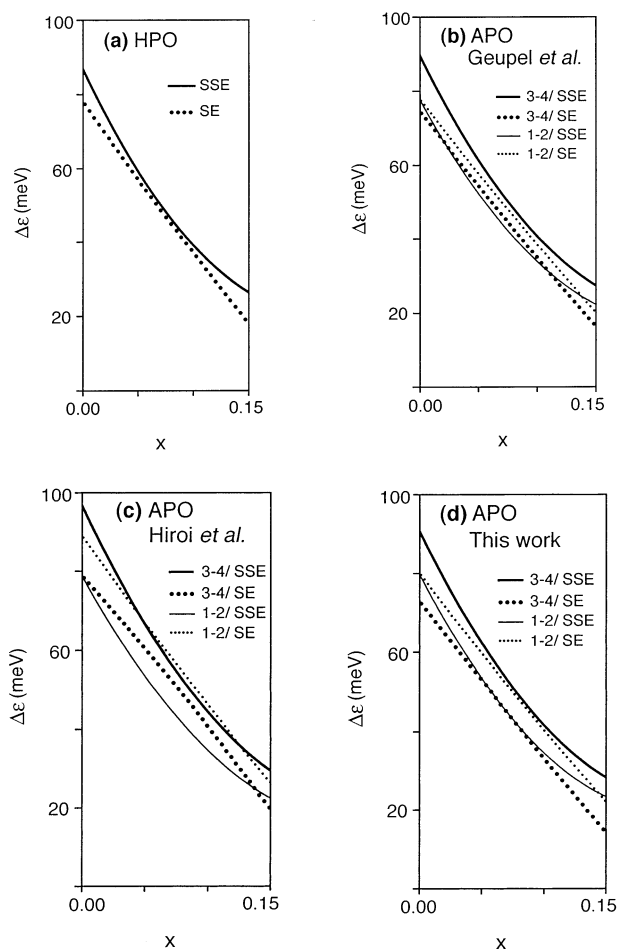 100
(a) HPO
SSE
SE
60
20
Δε (meV)
0.00
0.15
x
100
(b) APO
Geupel et al.
3-4/ SSE
3-4/ SE
1-2/ SSE
1-2/ SE
60
20
Δε (meV)
0.00
0.15
x
100
(c) APO
Hiroi et al.
3-4/ SSE
3-4/ SE
1-2/ SSE
1-2/ SE
60
20
Δε (meV)
0.00
0.15
x
100
(d) APO
This work
3-4/ SSE
3-4/ SE
1-2/ SSE
1-2/ SE
60
20
Δε (meV)
0.00
0.15
x